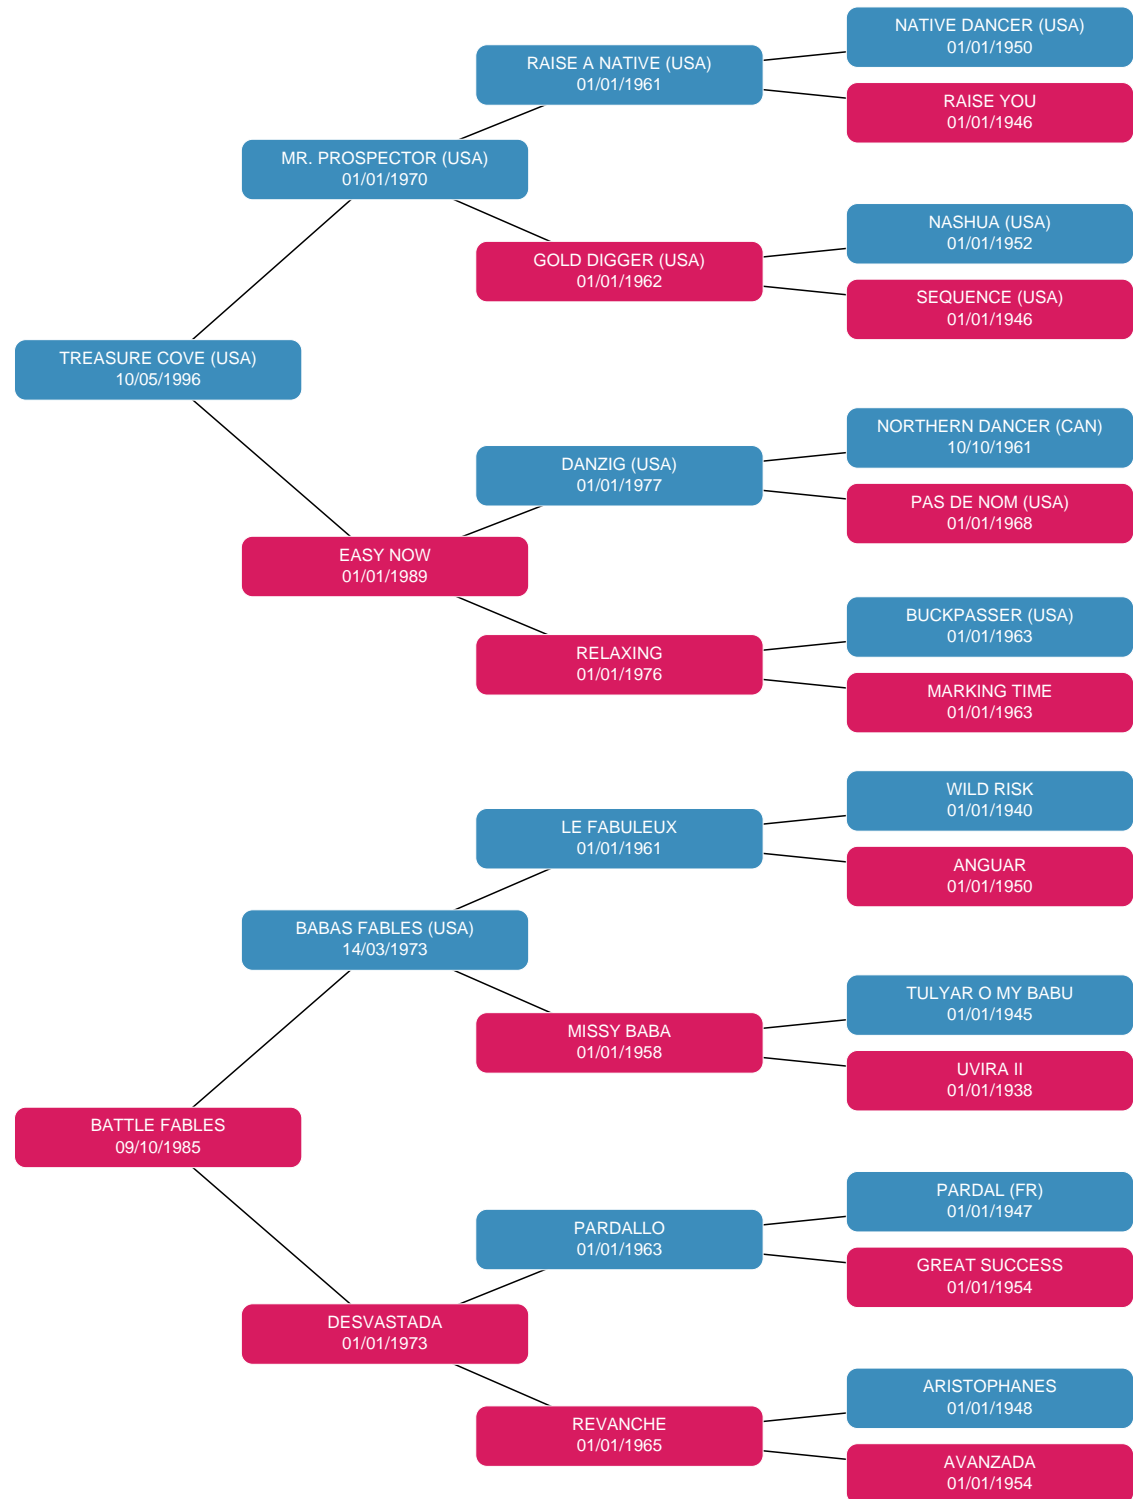 NATIVE DANCER (USA)
01/01/1950
RAISE A NATIVE (USA)
01/01/1961
RAISE YOU
01/01/1946
MR. PROSPECTOR (USA)
01/01/1970
NASHUA (USA)
01/01/1952
GOLD DIGGER (USA)
01/01/1962
SEQUENCE (USA)
01/01/1946
TREASURE COVE (USA)
10/05/1996
NORTHERN DANCER (CAN)
10/10/1961
DANZIG (USA)
01/01/1977
PAS DE NOM (USA)
01/01/1968
EASY NOW
01/01/1989
BUCKPASSER (USA)
01/01/1963
RELAXING
01/01/1976
MARKING TIME
01/01/1963
WILD RISK
01/01/1940
LE FABULEUX
01/01/1961
ANGUAR
01/01/1950
BABAS FABLES (USA)
14/03/1973
TULYAR O MY BABU
01/01/1945
MISSY BABA
01/01/1958
UVIRA II
01/01/1938
BATTLE FABLES
09/10/1985
PARDAL (FR)
01/01/1947
PARDALLO
01/01/1963
GREAT SUCCESS
01/01/1954
DESVASTADA
01/01/1973
ARISTOPHANES
01/01/1948
REVANCHE
01/01/1965
AVANZADA
01/01/1954